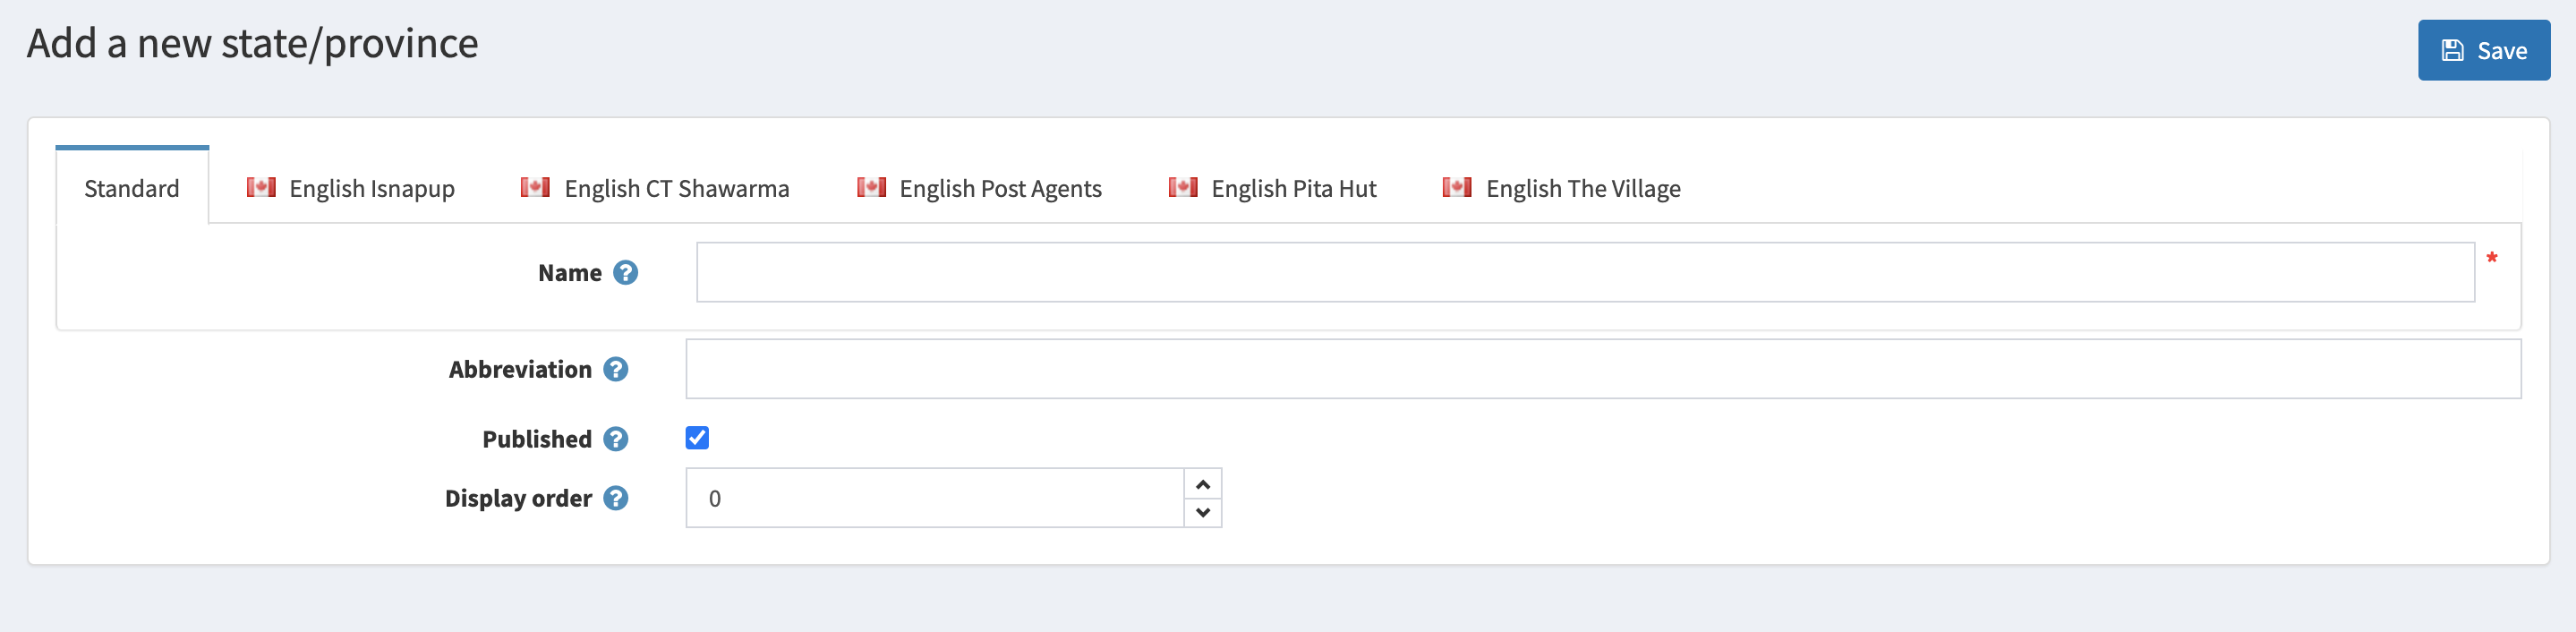 Add a new state/province
Save
Standard English Isnapup English CT Shawarma English Post Agents English Pita Hut English The Village
Name ? *
Abbreviation ?
Published ?
Display order ? 0